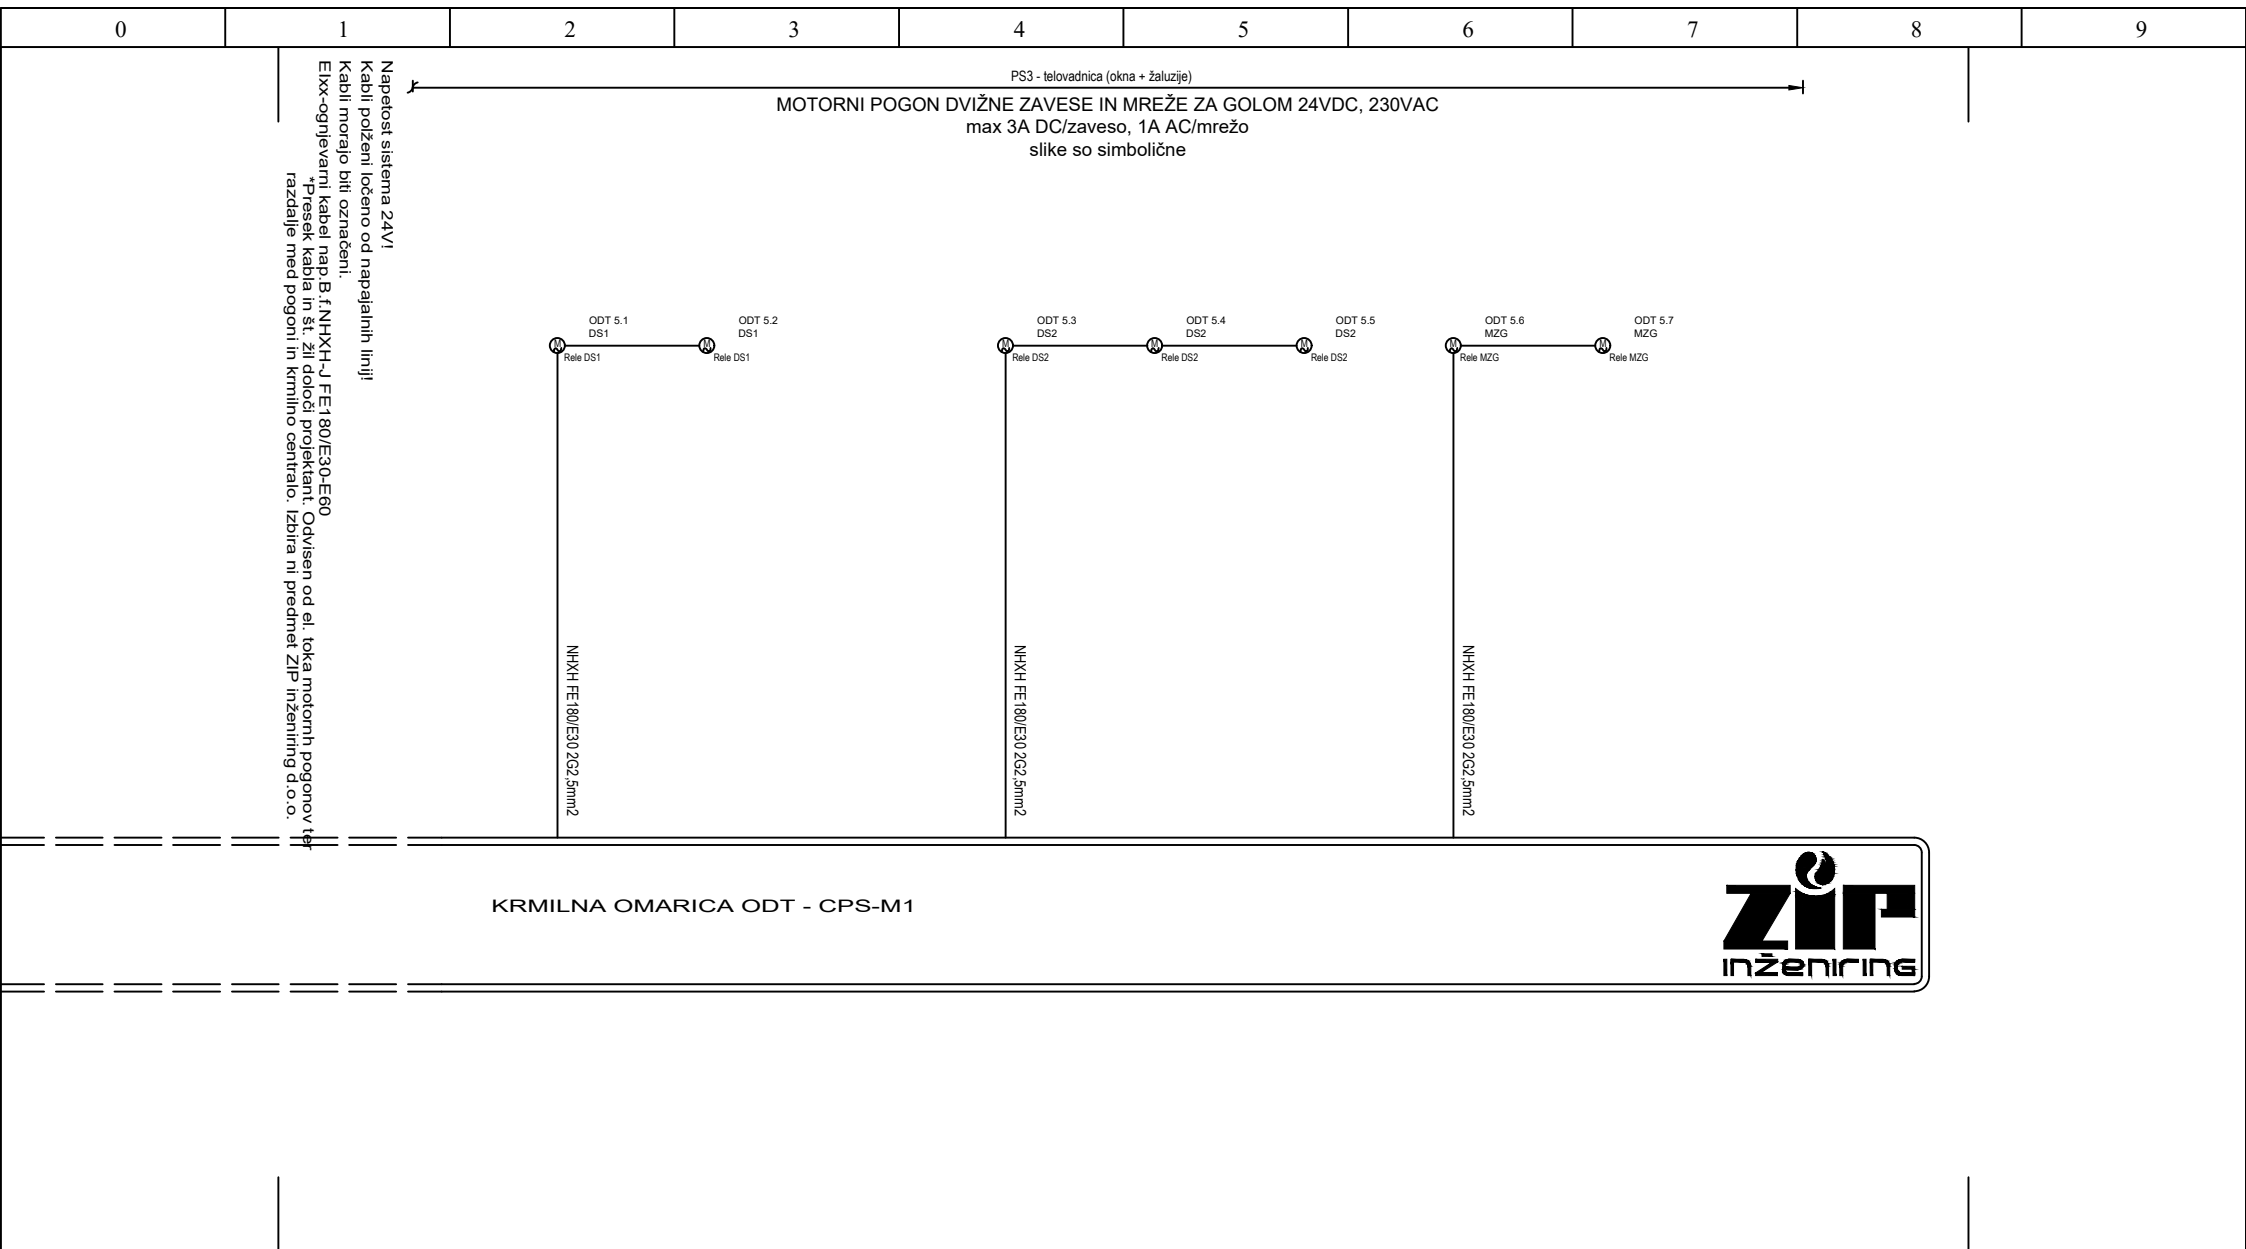 0 1 2 3 4 5 6 7 8 9
PS3 - telovadnica (okna + žaluzije)
MOTORNI POGON DVIŽNE ZAVESE IN MREŽE ZA GOLOM 24VDC, 230VAC
max 3A DC/zaveso, 1A AC/mrežo
slike so simbolične
Napetost sistema 24V!
Kabli polženi ločeno od napajalnih linij!
Kabli morajo biti označeni.
EIxx-ognjevarni kabel nap.B.f.NHXH-J FE180/E30-E60
*Presek kabla in št. žil določi projektant. Odvisen od el. toka motornh pogonov ter
razdalje med pogoni in krmilno centralo. Izbira ni predmet ZIP inženiring d.o.o.
ODT 5.1
DS1
M
Rele DS1
ODT 5.2
DS1
M
Rele DS1
ODT 5.3
DS2
M
Rele DS2
ODT 5.4
DS2
M
Rele DS2
ODT 5.5
DS2
M
Rele DS2
ODT 5.6
MZG
M
Rele MZG
ODT 5.7
MZG
M
Rele MZG
NHXH FE180/E30 2G2,5mm2
NHXH FE180/E30 2G2,5mm2
NHXH FE180/E30 2G2,5mm2
KRMILNA OMARICA ODT - CPS-M1
ZIP
inženiring